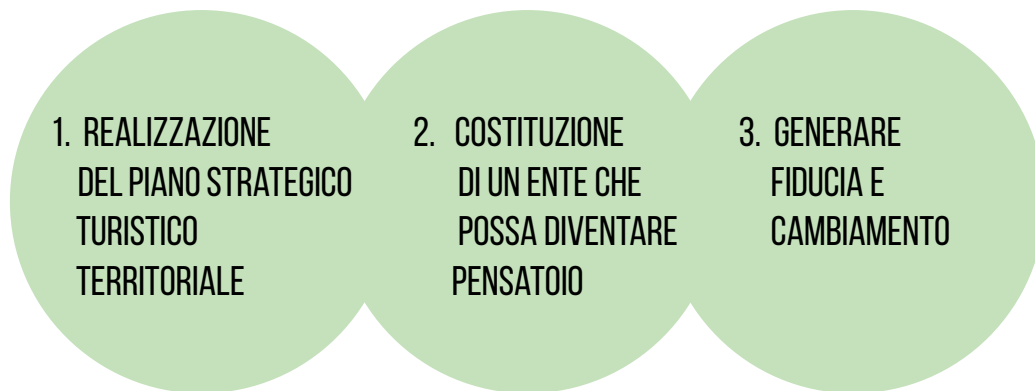 1. REALIZZAZIONE
DEL PIANO STRATEGICO
TURISTICO
TERRITORIALE
2. COSTITUZIONE
DI UN ENTE CHE
POSSA DIVENTARE
PENSATOIO
3. GENERARE
FIDUCIA E
CAMBIAMENTO